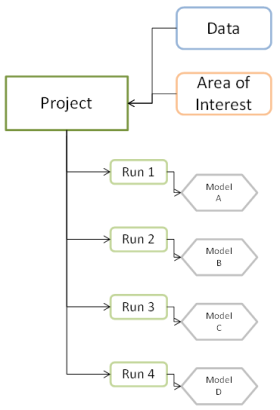 Data
Area of
Interest
Project
Run 1
Model
A
Run 2
Model
B
Run 3
Model
C
Run 4
Model
D